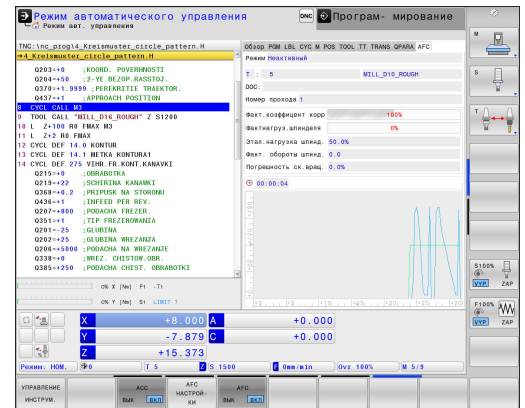 Режим автоматического управления
Режим авт. управления
DNC
Програм- мирование
TNC:\nc_prog\4_Kreismuster_circle_pattern.H
→4_Kreismuster_circle_pattern.H
Q203=+0 ;KOORD. POVERHNOSTI
Q204=+50 ;2-YE BEZOP.RASSTOJ.
Q370=+1.9999 ;PEREKRITIE TRAEKTOR.
Q437=+1 ;APPROACH POSITION
8 CYCL CALL M3
9 TOOL CALL "MILL_D16_ROUGH" Z S1200
10 L Z+100 R0 FMAX M3
11 L Z+2 R0 FMAX
12 CYCL DEF 14.0 KONTUR
13 CYCL DEF 14.1 METKA KONTURA1
14 CYCL DEF 275 VIHR.FR.KONT.KANAVKI
Q215=+0 ;OBRABOTKA
Q219=+22 ;SCHIRINA KANAWKI
Q368=+0.2 ;PRIPUSK NA STORONU
Q436=+1 ;INFEED PER REV.
Q207=+800 ;PODACHA FREZER.
Q351=+1 ;TIP FREZEROWANIA
Q201=-25 ;GLUBINA
Q202=+25 ;GLUBINA WREZANJA
Q206=+5000 ;PODACHA NA WREZANJE
Q338=+0 ;WREZ. CHISTOW.OBR.
Q385=+250 ;PODACHA CHIST. OBRABOTKI
Обзор PGM LBL CYC M POS TOOL TT TRANS QPARA AFC
Режим Неактивный
T : 5 MILL_D10_ROUGH
DOC:
Номер прохода 1
Факт.коэффицент корр 100%
Фактнагруз.шпинделя 0%
Этал.нагрузка шпинд. 50.0%
Факт. обороты шпинд. 0.0
Погрешность ск.вращ. 0.0%
00:00:04
0% X [Nm] P1 -T1
0% Y [Nm] S1 LIMIT 1
X +8.000 A +0.000
Y -7.879 C +0.000
Z +15.373
Режим: НОМ. 0 T 5 Z S 1500 F 0mm/min Ovr 100% M 5/9
M
S
T
S100%
ВУР ZAP
F100%
ВУР ZAP
УПРАВЛЕНИЕ ИНСТРУМ.
ACC
ВЫК ВКЛ
AFC НАСТРОЙ- КИ
AFC
ВЫК ВКЛ